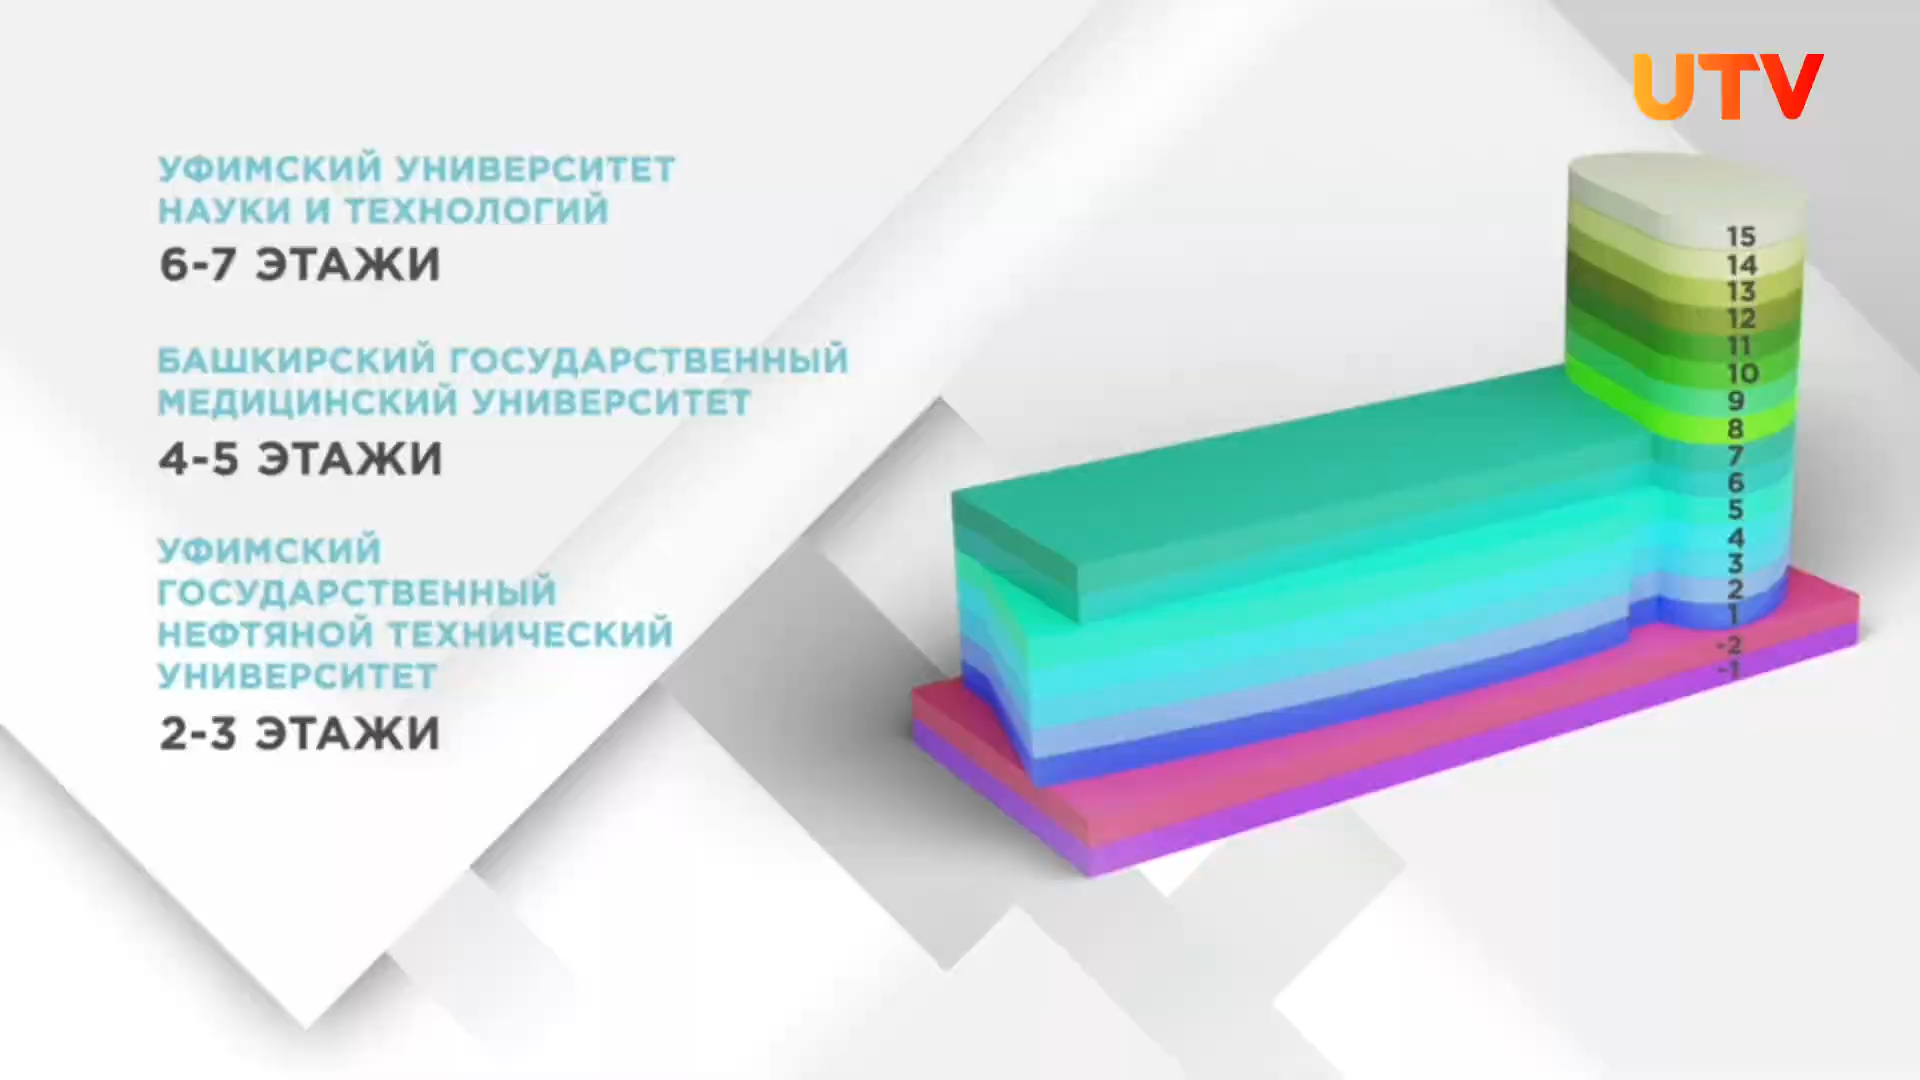 UTV
УФИМСКИЙ УНИВЕРСИТЕТ
НАУКИ И ТЕХНОЛОГИЙ
6-7 ЭТАЖИ
БАШКИРСКИЙ ГОСУДАРСТВЕННЫЙ
МЕДИЦИНСКИЙ УНИВЕРСИТЕТ
4-5 ЭТАЖИ
УФИМСКИЙ
ГОСУДАРСТВЕННЫЙ
НЕФТЯНОЙ ТЕХНИЧЕСКИЙ
УНИВЕРСИТЕТ
2-3 ЭТАЖИ
15
14
13
12
11
10
9
8
7
6
5
4
3
2
1
-2
-1